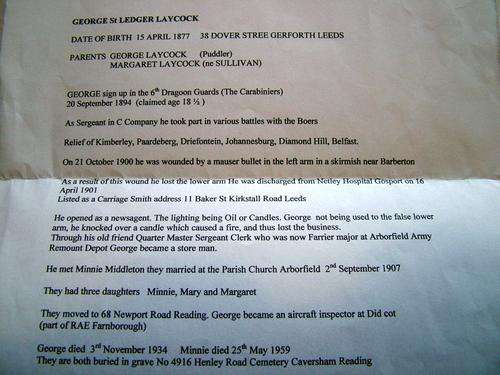 GEORGE St LEDGER LAYCOCK
DATE OF BIRTH 15 APRIL 1877 38 DOVER STREE GERFORTH LEEDS
PARENTS GEORGE LAYCOCK (Puddler)
MARGARET LAYCOCK (ne SULLIVAN)
GEORGE sign up in the 6th Dragoon Guards (The Carabiniers)
20 September 1894 (claimed age 18 ½ )
As Sergeant in C Company he took part in various battles with the Boers
Relief of Kimberley, Paardeberg, Driefontein, Johannesburg, Diamond Hill, Belfast.
On 21 October 1900 he was wounded by a mauser bullet in the left arm in a skirmish near Barberton
As a result of this wound he lost the lower arm He was discharged from Netley Hospital Gosport on 16
April 1901
Listed as a Carriage Smith address 11 Baker St Kirkstall Road Leeds
He opened as a newsagent. The lighting being Oil or Candles. George not being used to the false lower
arm, he knocked over a candle which caused a fire, and thus lost the business.
Through his old friend Quarter Master Sergeant Clerk who was now Farrier major at Arborfield Army
Remount Depot George became a store man.
He met Minnie Middleton they married at the Parish Church Arborfield 2nd September 1907
They had three daughters Minnie, Mary and Margaret
They moved to 68 Newport Road Reading. George became an aircraft inspector at Did cot
(part of RAE Farnborough)
George died 3rd November 1934 Minnie died 25th May 1959
They are both buried in grave No 4916 Henley Road Cemetery Caversham Reading